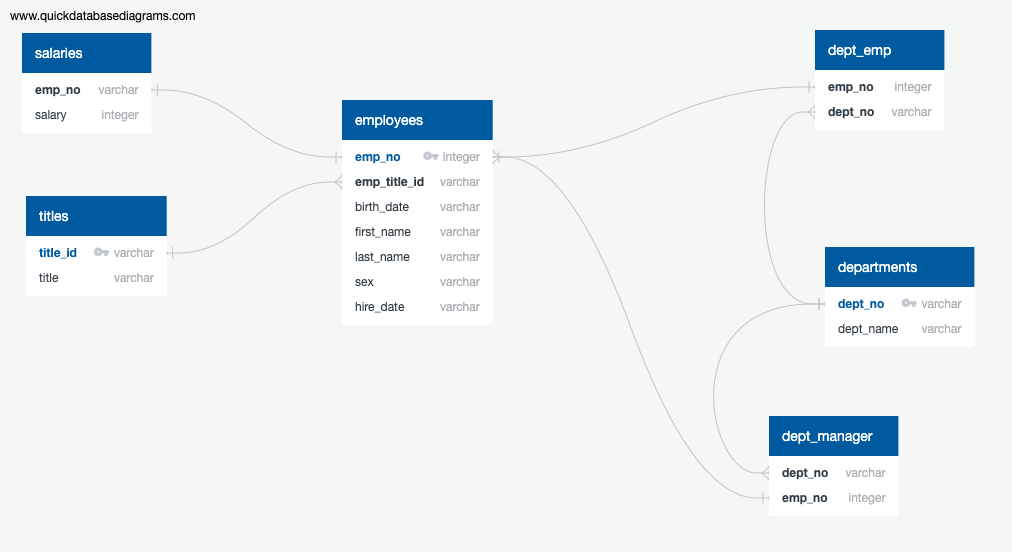 www.quickdatabasediagrams.com
salaries
emp_no varchar
salary integer
titles
title_id varchar
title varchar
employees
emp_no integer
emp_title_id varchar
birth_date varchar
first_name varchar
last_name varchar
sex varchar
hire_date varchar
dept_emp
emp_no integer
dept_no varchar
departments
dept_no varchar
dept_name varchar
dept_manager
dept_no varchar
emp_no integer